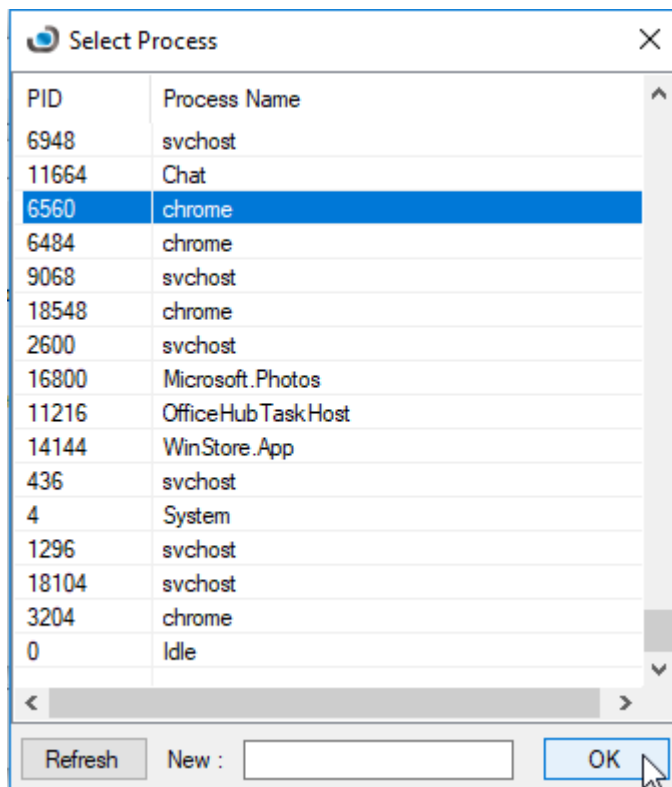 Select Process
PID Process Name
6948 svchost
11664 Chat
6560 chrome
6484 chrome
9068 svchost
18548 chrome
2600 svchost
16800 Microsoft.Photos
11216 OfficeHubTaskHost
14144 WinStore.App
436 svchost
4 System
1296 svchost
18104 svchost
3204 chrome
0 Idle
Refresh New : OK